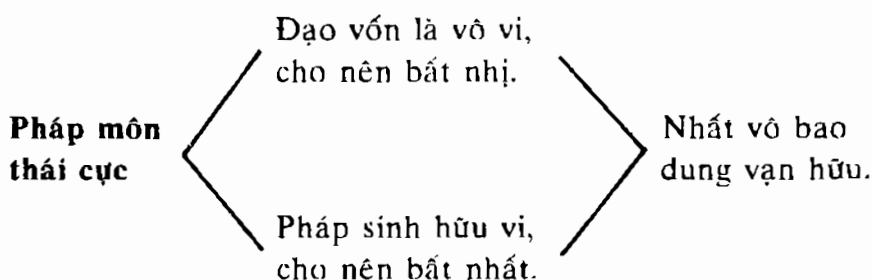 Đạo vốn là vô vi,
cho nên bất nhị.
Pháp môn
thái cực
Nhất vô bao
dung vạn hữu.
Pháp sinh hữu vi,
cho nên bất nhất.